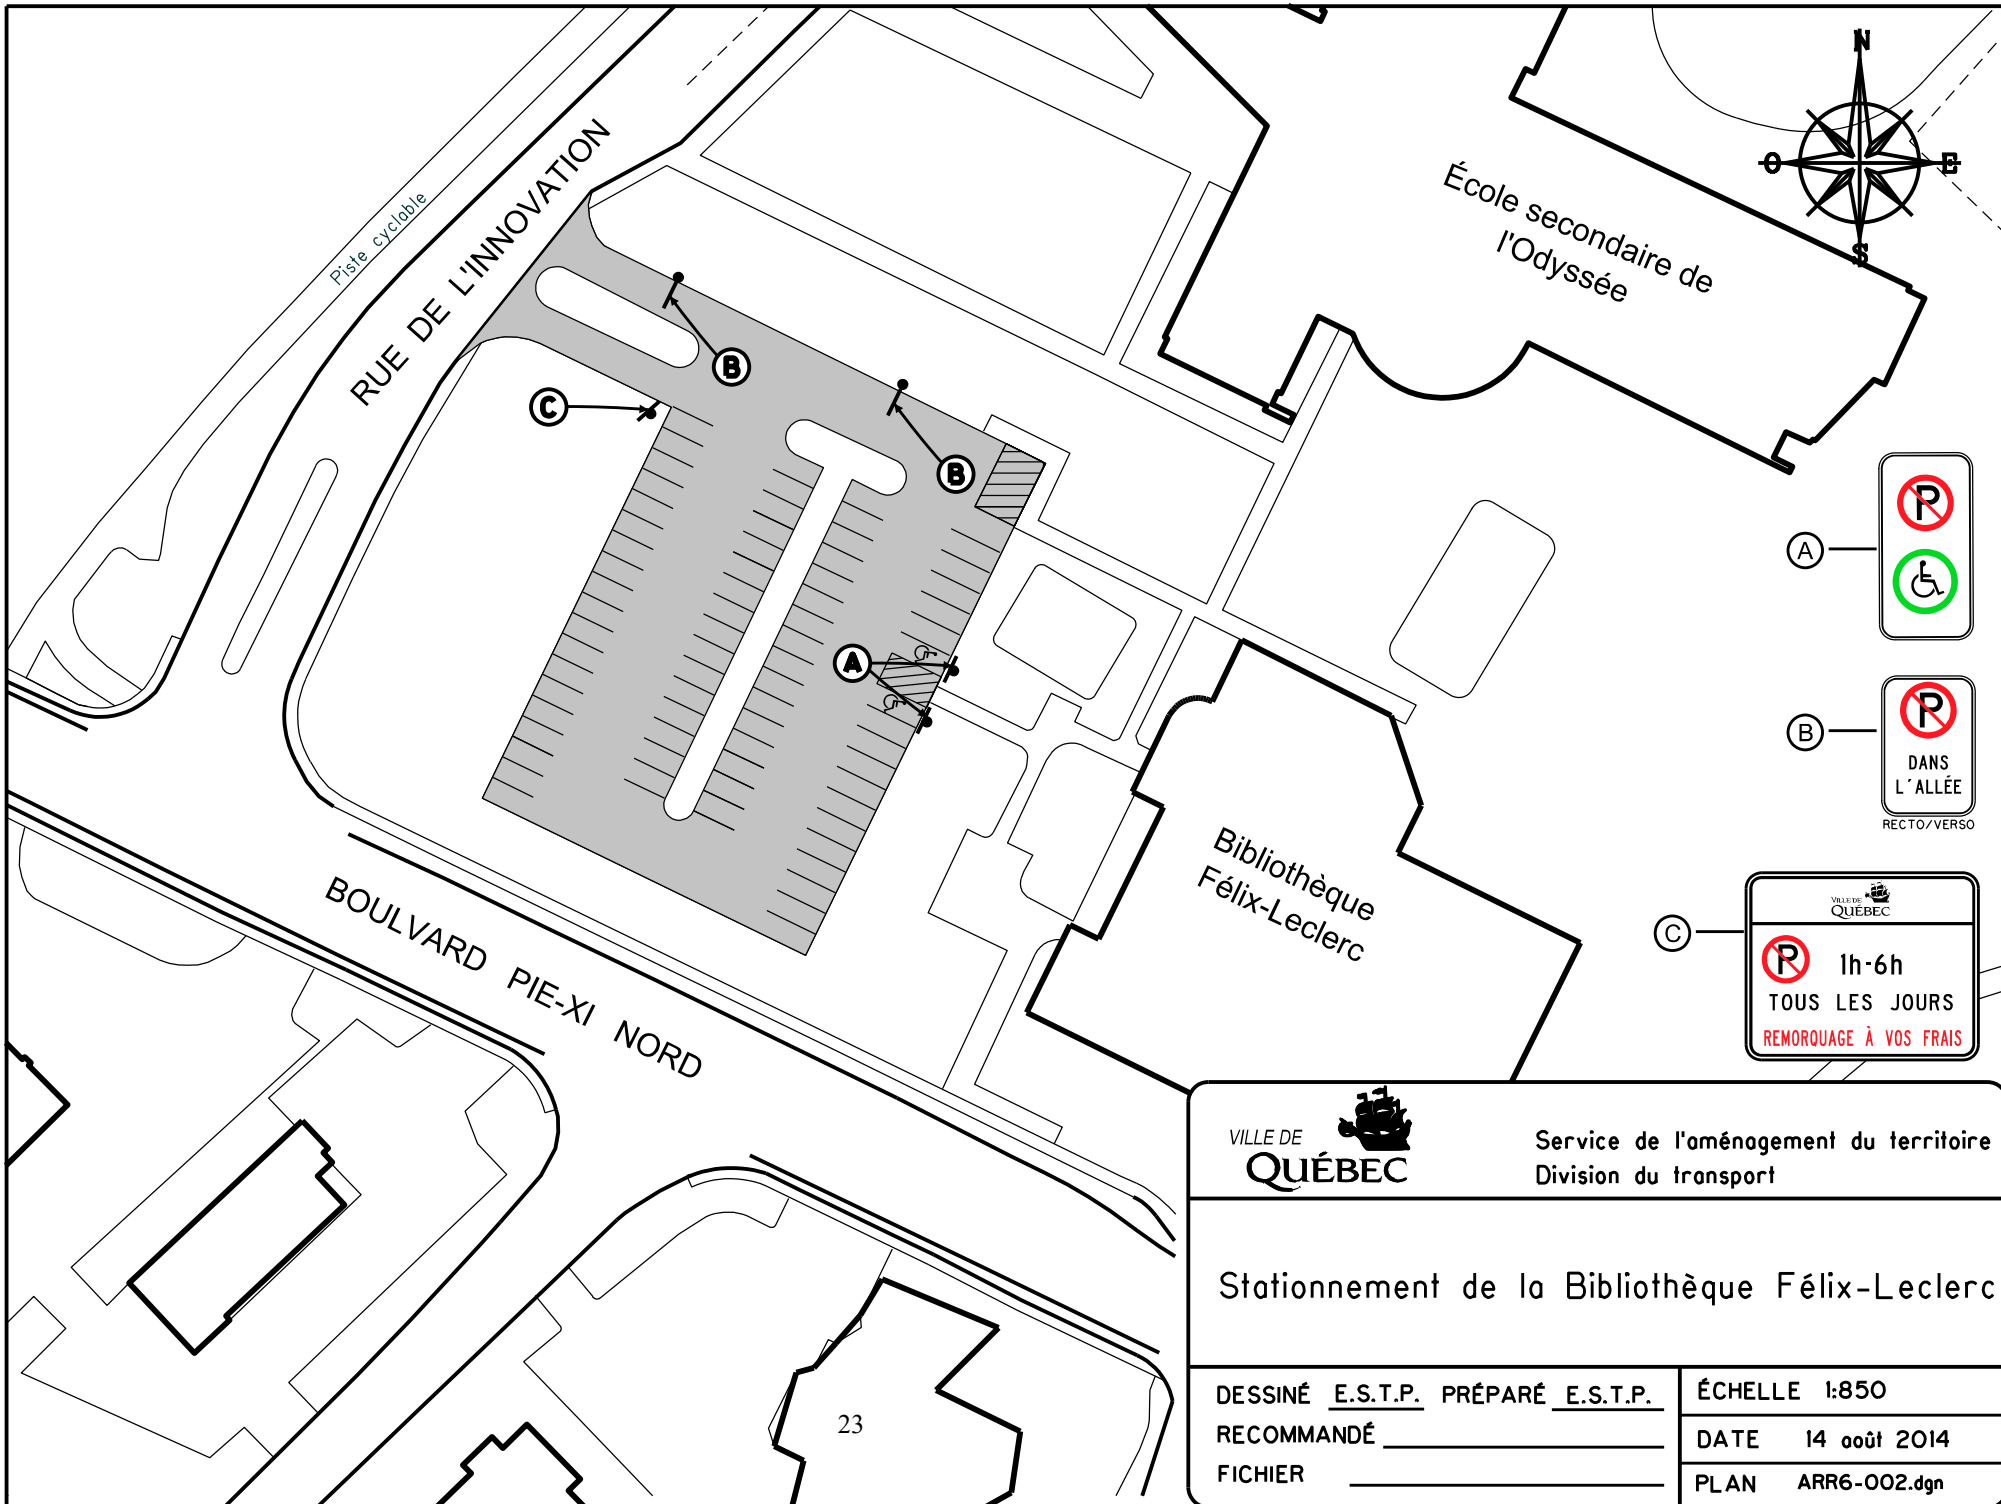 N
O
E
S
Piste cyclable
RUE DE L'INNOVATION
École secondaire de
l'Odyssée
B
C
B
A
A
P
B
P
DANS
L'ALLÉE
RECTO/VERSO
C
VILLE DE
QUÉBEC
P 1h-6h
TOUS LES JOURS
REMORQUAGE À VOS FRAIS
Bibliothèque
Félix-Leclerc
BOULVARD PIE-XI NORD
23
VILLE DE
QUÉBEC
Service de l'aménagement du territoire
Division du transport
Stationnement de la Bibliothèque Félix-Leclerc
DESSINÉ E.S.T.P. PRÉPARÉ E.S.T.P.
RECOMMANDÉ
FICHIER
ÉCHELLE 1:850
DATE 14 août 2014
PLAN ARR6-002.dgn